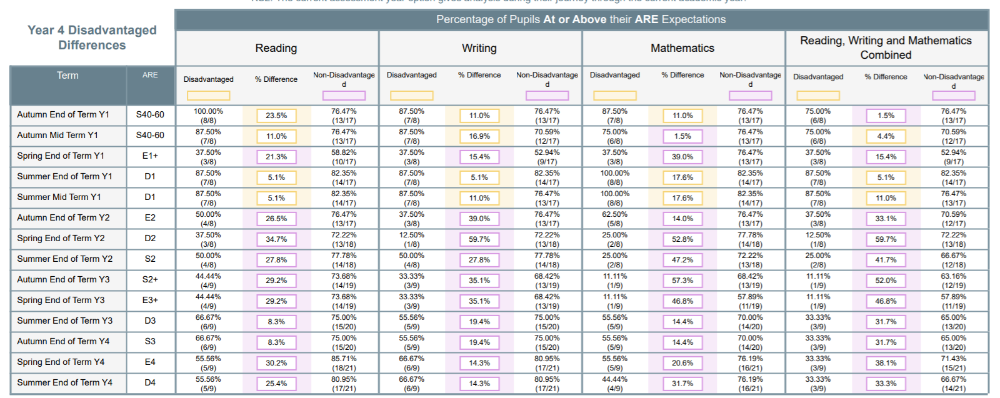 KS2. The current assessment year option gives analysis during their journey through the current academic year.
Year 4 Disadvantaged
Differences
Percentage of Pupils At or Above their ARE Expectations
Reading
Writing
Mathematics
Reading, Writing and Mathematics
Combined
Term ARE Disadvantaged % Difference Non-Disadvantage
d
Disadvantaged % Difference Non-Disadvantage
d
Disadvantaged % Difference Non-Disadvantage
d
Disadvantaged % Difference Non-Disadvantage
d
Autumn End of Term Y1 S40-60 100.00% (8/8) 23.5% 76.47% (13/17) 87.50% (7/8) 11.0% 76.47% (13/17) 87.50% (7/8) 11.0% 76.47% (13/17) 75.00% (6/8) 1.5% 76.47% (13/17)
Autumn Mid Term Y1 S40-60 87.50% (7/8) 11.0% 76.47% (13/17) 87.50% (7/8) 16.9% 70.59% (12/17) 75.00% (6/8) 1.5% 76.47% (13/17) 75.00% (6/8) 4.4% 70.59% (12/17)
Spring End of Term Y1 E1+ 37.50% (3/8) 21.3% 58.82% (10/17) 37.50% (3/8) 15.4% 52.94% (9/17) 37.50% (3/8) 39.0% 76.47% (13/17) 37.50% (3/8) 15.4% 52.94% (9/17)
Summer End of Term Y1 D1 87.50% (7/8) 5.1% 82.35% (14/17) 87.50% (7/8) 5.1% 82.35% (14/17) 100.00% (8/8) 17.6% 82.35% (14/17) 87.50% (7/8) 5.1% 82.35% (14/17)
Summer Mid Term Y1 D1 87.50% (7/8) 5.1% 82.35% (14/17) 87.50% (7/8) 11.0% 76.47% (13/17) 100.00% (8/8) 17.6% 82.35% (14/17) 87.50% (7/8) 11.0% 76.47% (13/17)
Autumn End of Term Y2 E2 50.00% (4/8) 26.5% 76.47% (13/17) 37.50% (3/8) 39.0% 76.47% (13/17) 62.50% (5/8) 14.0% 76.47% (13/17) 37.50% (3/8) 33.1% 70.59% (12/17)
Spring End of Term Y2 D2 37.50% (3/8) 34.7% 72.22% (13/18) 12.50% (1/8) 59.7% 72.22% (13/18) 25.00% (2/8) 52.8% 77.78% (14/18) 12.50% (1/8) 59.7% 72.22% (13/18)
Summer End of Term Y2 S2 50.00% (4/8) 27.8% 77.78% (14/18) 50.00% (4/8) 27.8% 77.78% (14/18) 25.00% (2/8) 47.2% 72.22% (13/18) 25.00% (2/8) 41.7% 66.67% (12/18)
Autumn End of Term Y3 S2+ 44.44% (4/9) 29.2% 73.68% (14/19) 33.33% (3/9) 35.1% 68.42% (13/19) 11.11% (1/9) 57.3% 68.42% (13/19) 11.11% (1/9) 52.0% 63.16% (12/19)
Spring End of Term Y3 E3+ 44.44% (4/9) 29.2% 73.68% (14/19) 33.33% (3/9) 35.1% 68.42% (13/19) 11.11% (1/9) 46.8% 57.89% (11/19) 11.11% (1/9) 46.8% 57.89% (11/19)
Summer End of Term Y3 D3 66.67% (6/9) 8.3% 75.00% (15/20) 55.56% (5/9) 19.4% 75.00% (15/20) 55.56% (5/9) 14.4% 70.00% (14/20) 33.33% (3/9) 31.7% 65.00% (13/20)
Autumn End of Term Y4 S3 66.67% (6/9) 8.3% 75.00% (15/20) 55.56% (5/9) 19.4% 75.00% (15/20) 55.56% (5/9) 14.4% 70.00% (14/20) 33.33% (3/9) 31.7% 65.00% (13/20)
Spring End of Term Y4 E4 55.56% (5/9) 30.2% 85.71% (18/21) 66.67% (6/9) 14.3% 80.95% (17/21) 55.56% (5/9) 20.6% 76.19% (16/21) 33.33% (3/9) 38.1% 71.43% (15/21)
Summer End of Term Y4 D4 55.56% (5/9) 25.4% 80.95% (17/21) 66.67% (6/9) 14.3% 80.95% (17/21) 44.44% (4/9) 31.7% 76.19% (16/21) 33.33% (3/9) 33.3% 66.67% (14/21)